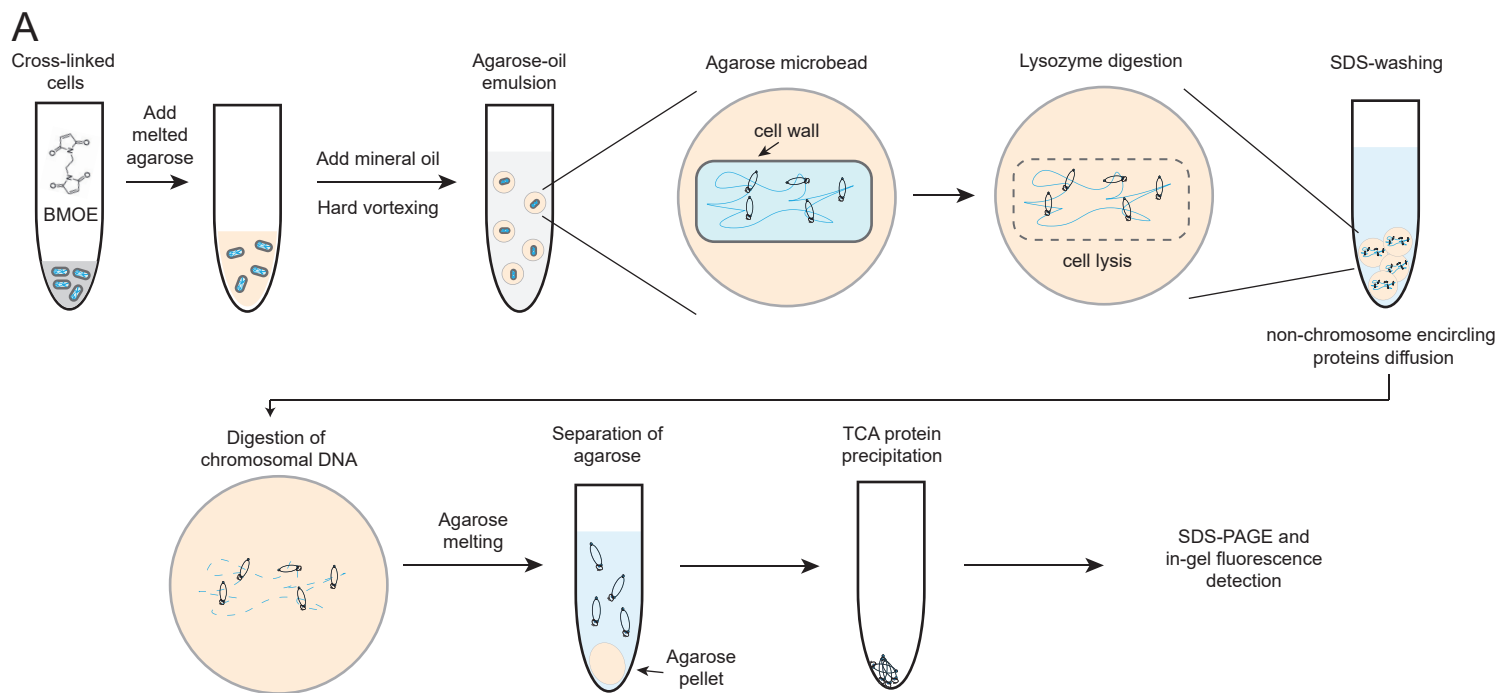 A
Cross-linked
cells
BMOE
Add
melted
agarose
Add mineral oil
Hard vortexing
Agarose-oil
emulsion
Agarose microbead
cell wall
Lysozyme digestion
cell lysis
SDS-washing
non-chromosome encircling
proteins diffusion
Digestion of
chromosomal DNA
Agarose
melting
Separation of
agarose
Agarose
pellet
TCA protein
precipitation
SDS-PAGE and
in-gel fluorescence
detection